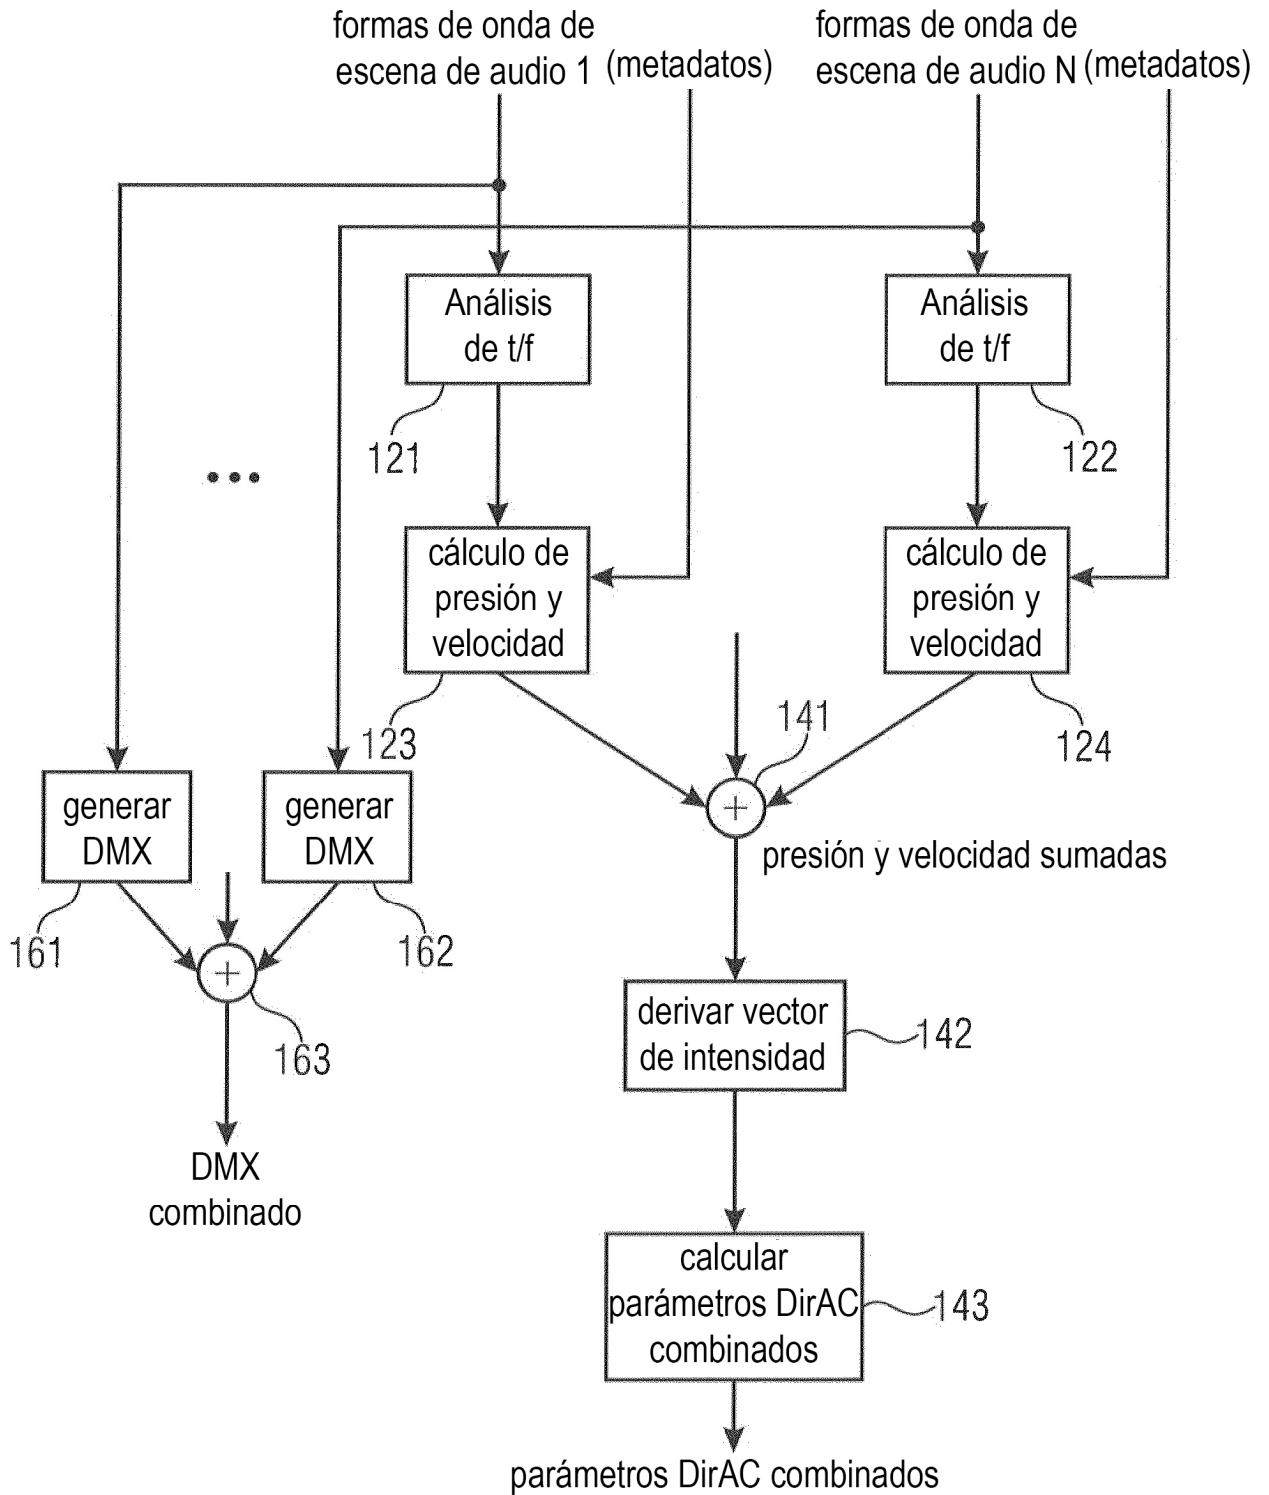 formas de onda de
escena de audio 1 (metadatos)
formas de onda de
escena de audio N (metadatos)
Análisis
de t/f
121
Análisis
de t/f
122
cálculo de
presión y
velocidad
123
cálculo de
presión y
velocidad
124
141
+
presión y velocidad sumadas
generar
DMX
161
generar
DMX
162
+
163
DMX
combinado
derivar vector
de intensidad
142
calcular
parámetros DirAC
combinados
143
parámetros DirAC combinados